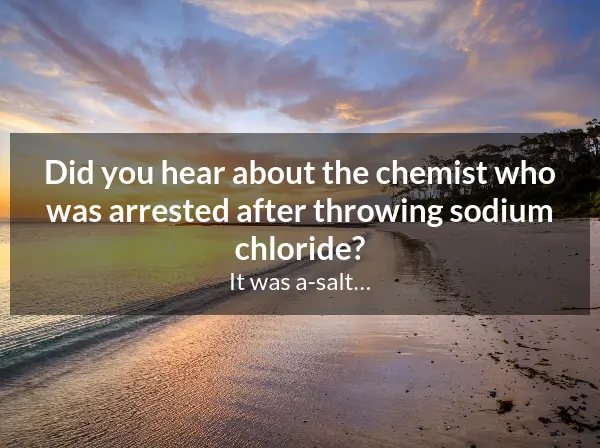 Did you hear about the chemist who
was arrested after throwing sodium
chloride?
It was a-salt...